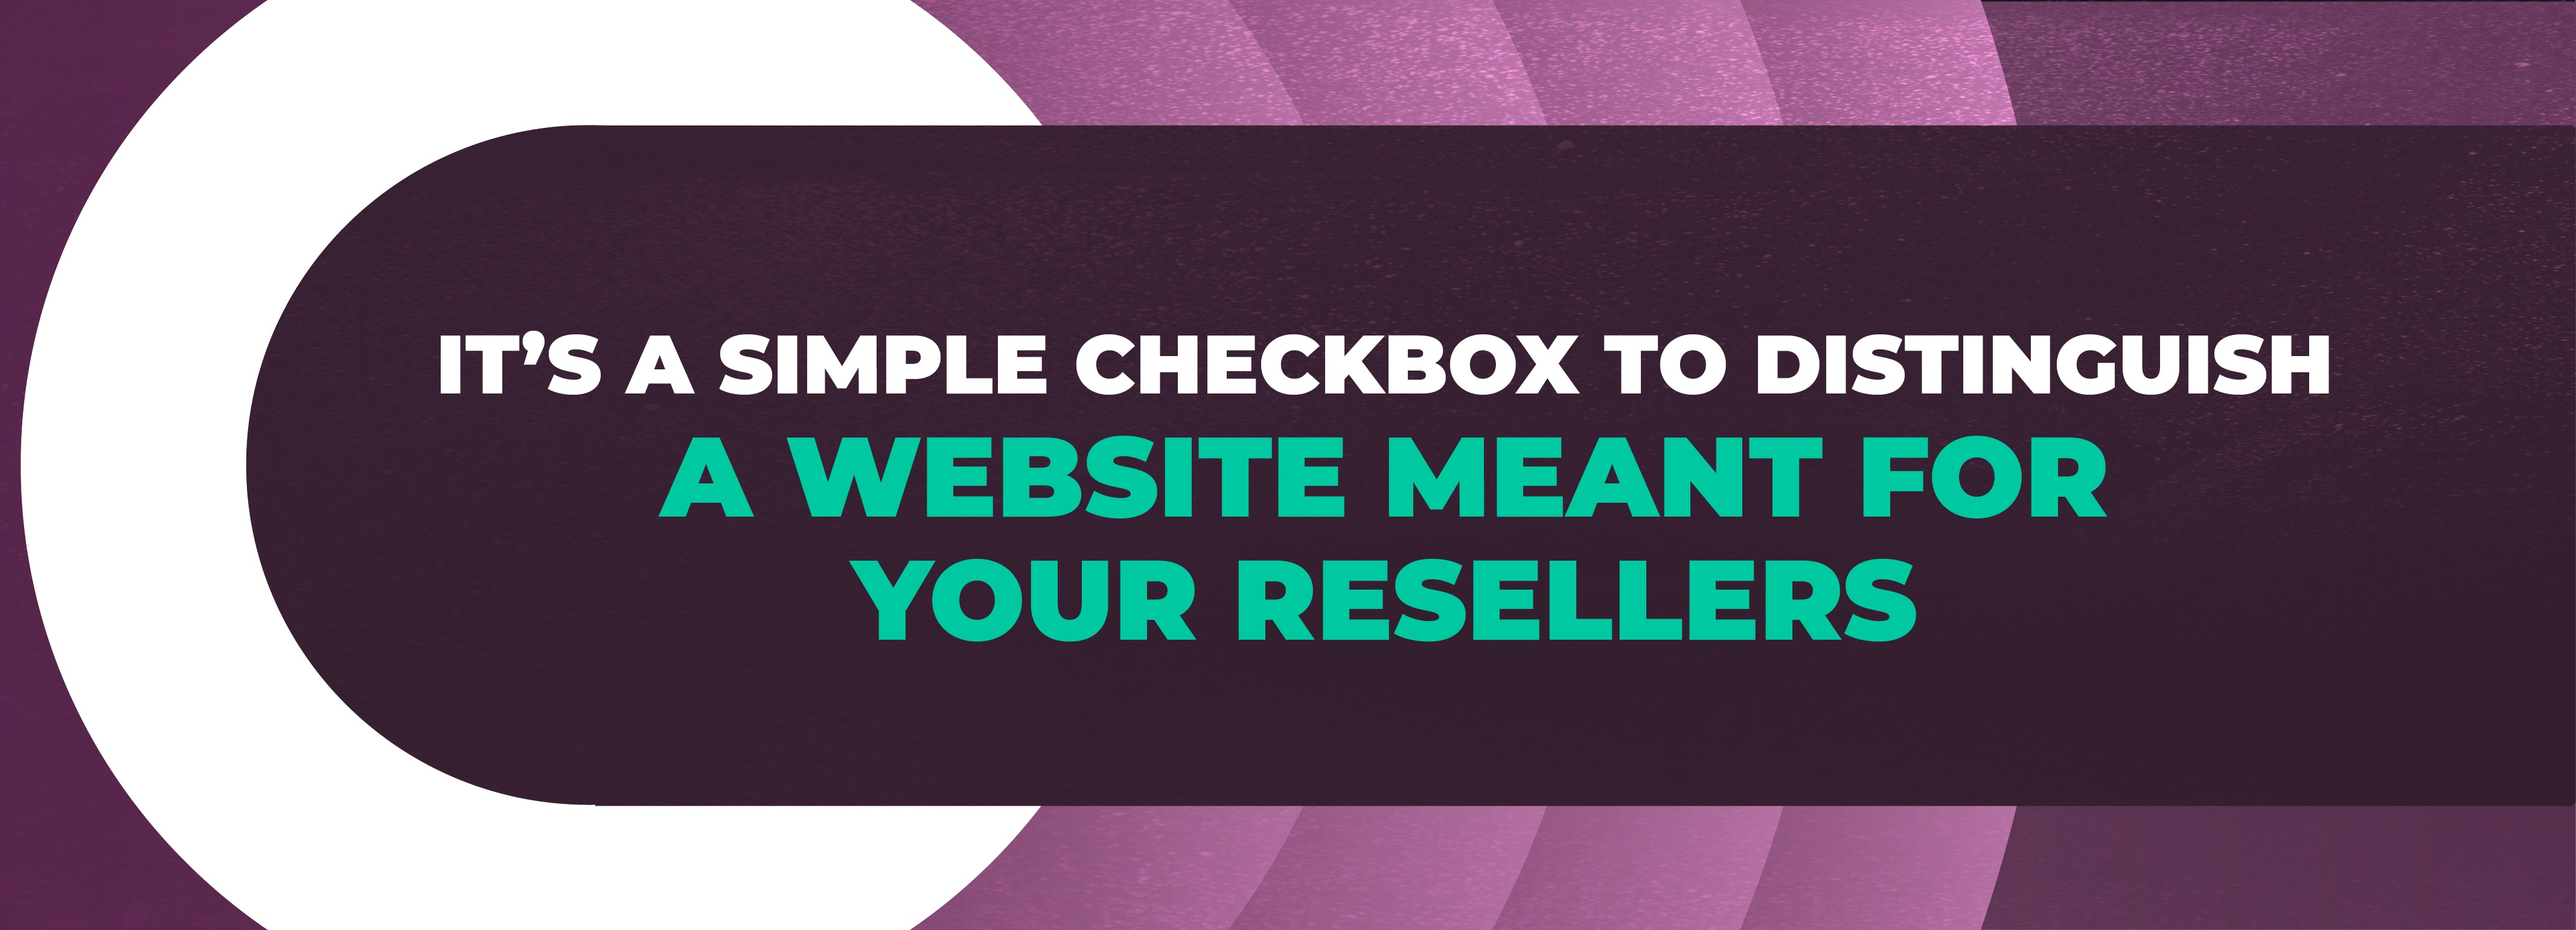 IT’S A SIMPLE CHECKBOX TO DISTINGUISH
A WEBSITE MEANT FOR
YOUR RESELLERS